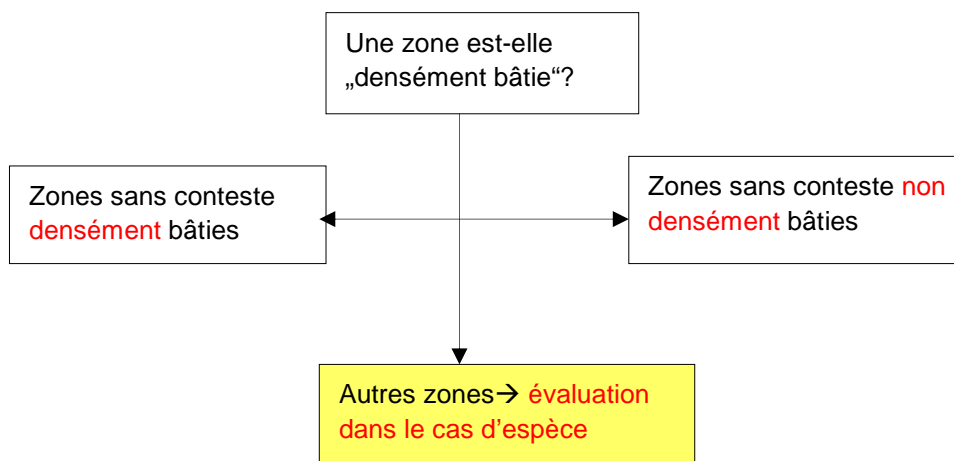 Une zone est-elle
„densément bâtie“?
Zones sans conteste
densément bâties
Zones sans conteste non
densément bâties
Autres zones→ évaluation
dans le cas d’espèce